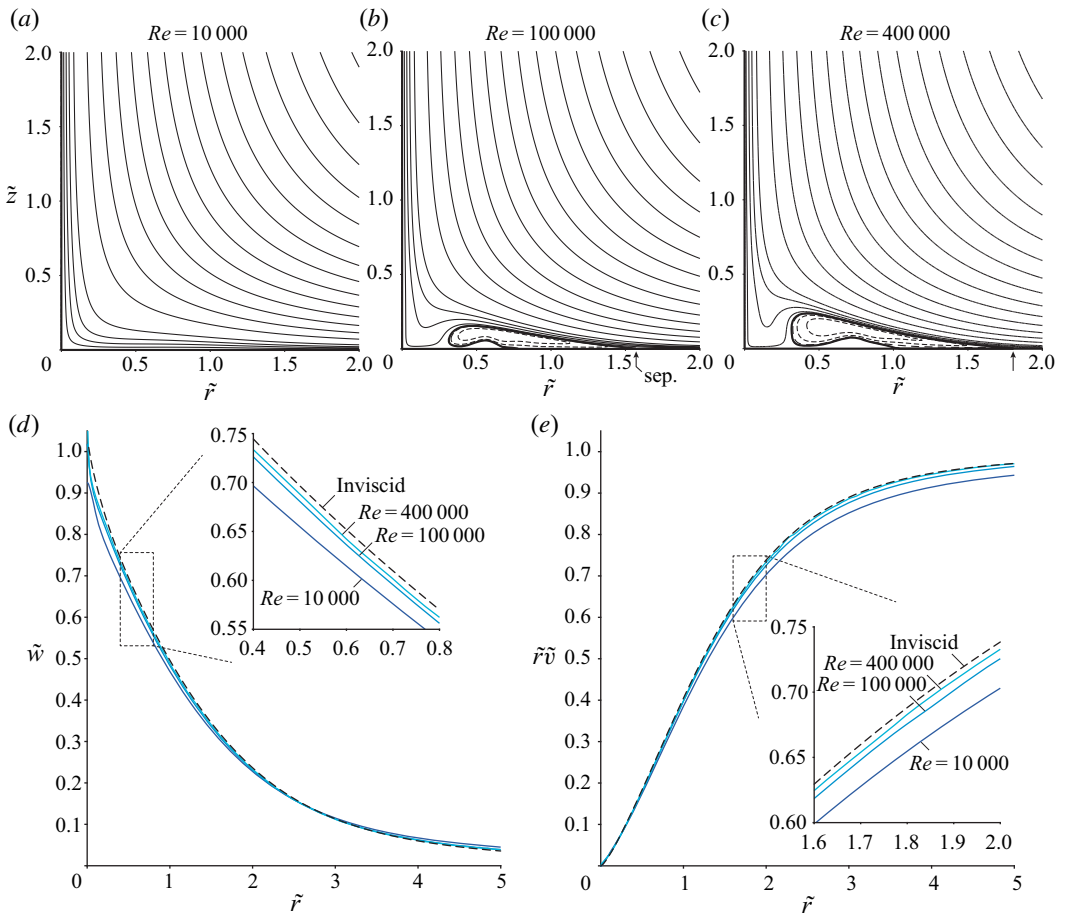 (a) Re = 10 000 (b) Re = 100 000 (c) Re = 400 000
2.0 2.0 2.0
1.5 1.5 1.5
z̃ 1.0 1.0 1.0
0.5 0.5 0.5
0 0.5 1.0 1.5 2.0 0 0.5 1.0 1.5 2.0 0 0.5 1.0 1.5 2.0
sep.
r̃ r̃ r̃
(d)
1.0
0.9
0.8
0.7
0.6
w̃ 0.5
0.4
0.3
0.2
0.1
0 1 2 3 4 5
r̃
0.75
0.70
0.65
0.60
0.55
0.4 0.5 0.6 0.7 0.8
Inviscid
Re = 400 000
Re = 100 000
Re = 10 000
(e)
1.0
0.9
0.8
0.7
0.6
r̃ṽ 0.5
0.4
0.3
0.2
0.1
0 1 2 3 4 5
r̃
0.75
0.70
0.65
0.60
1.6 1.7 1.8 1.9 2.0
Inviscid
Re = 400 000
Re = 100 000
Re = 10 000